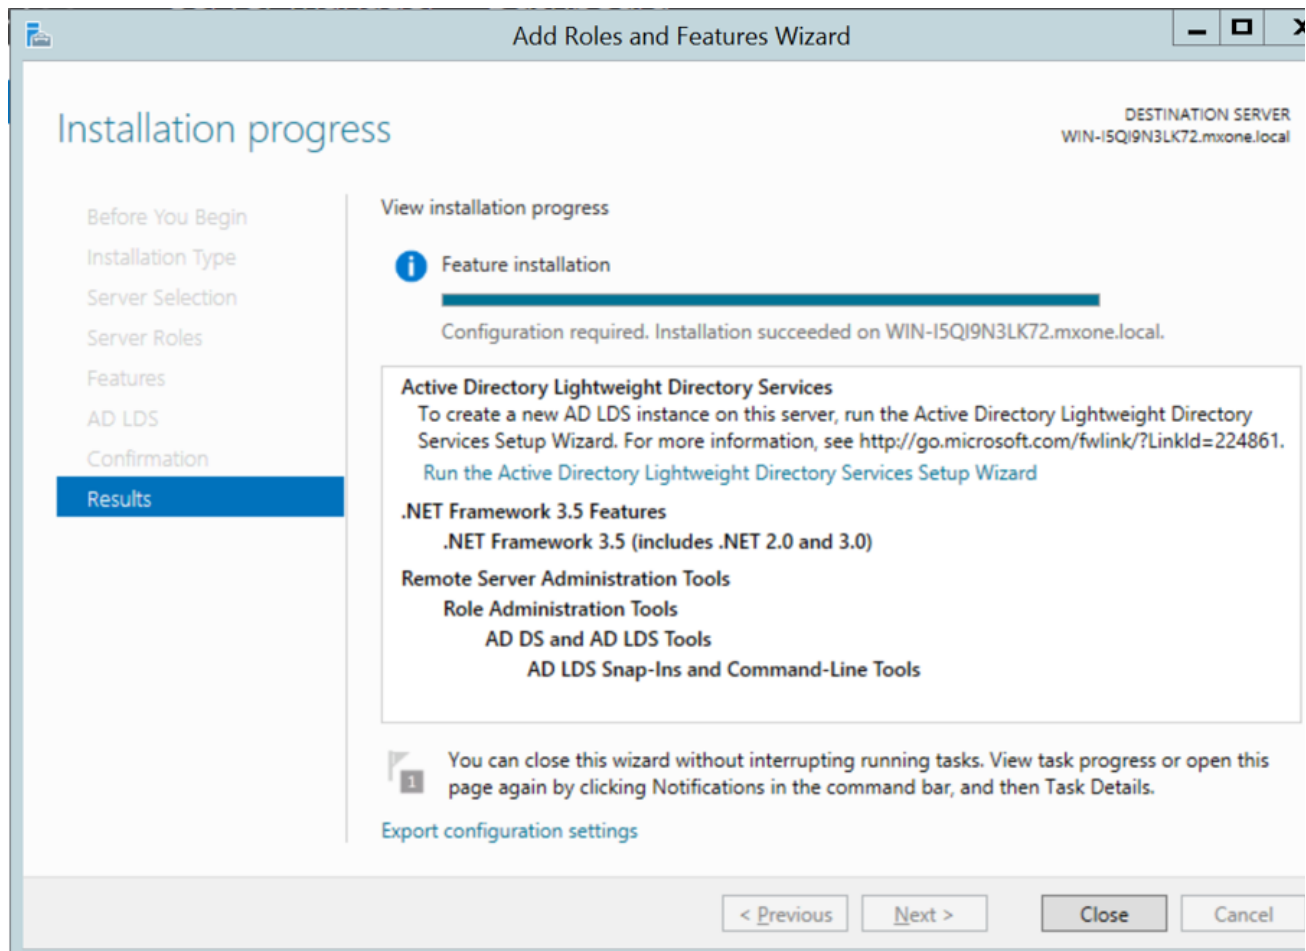 Add Roles and Features Wizard
Installation progress
DESTINATION SERVER
WIN-I5QI9N3LK72.mxone.local
Before You Begin
Installation Type
Server Selection
Server Roles
Features
AD LDS
Confirmation
Results
View installation progress
Feature installation
Configuration required. Installation succeeded on WIN-I5QI9N3LK72.mxone.local.
Active Directory Lightweight Directory Services
To create a new AD LDS instance on this server, run the Active Directory Lightweight Directory
Services Setup Wizard. For more information, see http://go.microsoft.com/fwlink/?LinkId=224861.
Run the Active Directory Lightweight Directory Services Setup Wizard
.NET Framework 3.5 Features
.NET Framework 3.5 (includes .NET 2.0 and 3.0)
Remote Server Administration Tools
Role Administration Tools
AD DS and AD LDS Tools
AD LDS Snap-Ins and Command-Line Tools
1
You can close this wizard without interrupting running tasks. View task progress or open this
page again by clicking Notifications in the command bar, and then Task Details.
Export configuration settings
< Previous
Next >
Close
Cancel